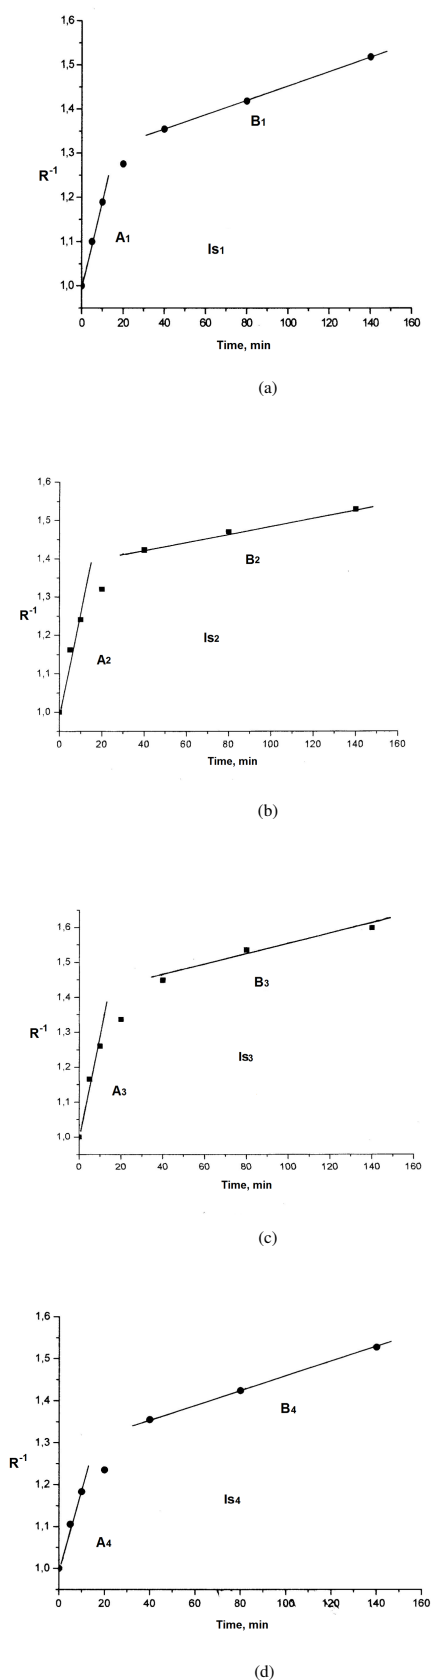 1,6
1,5
1,4
1,3
1,2
1,1
1,0
R-1
A1
B1
Is1
0 20 40 60 80 100 120 140 160
Time, min
(a)
1,6
1,5
1,4
1,3
1,2
1,1
1,0
R-1
A2
B2
Is2
0 20 40 60 80 100 120 140 160
Time, min
(b)
1,6
1,5
1,4
1,3
1,2
1,1
1,0
R-1
A3
B3
Is3
0 20 40 60 80 100 120 140 160
Time, min
(c)
1,6
1,5
1,4
1,3
1,2
1,1
1,0
R-1
A4
B4
Is4
0 20 40 60 80 100 120 140 160
Time, min
(d)